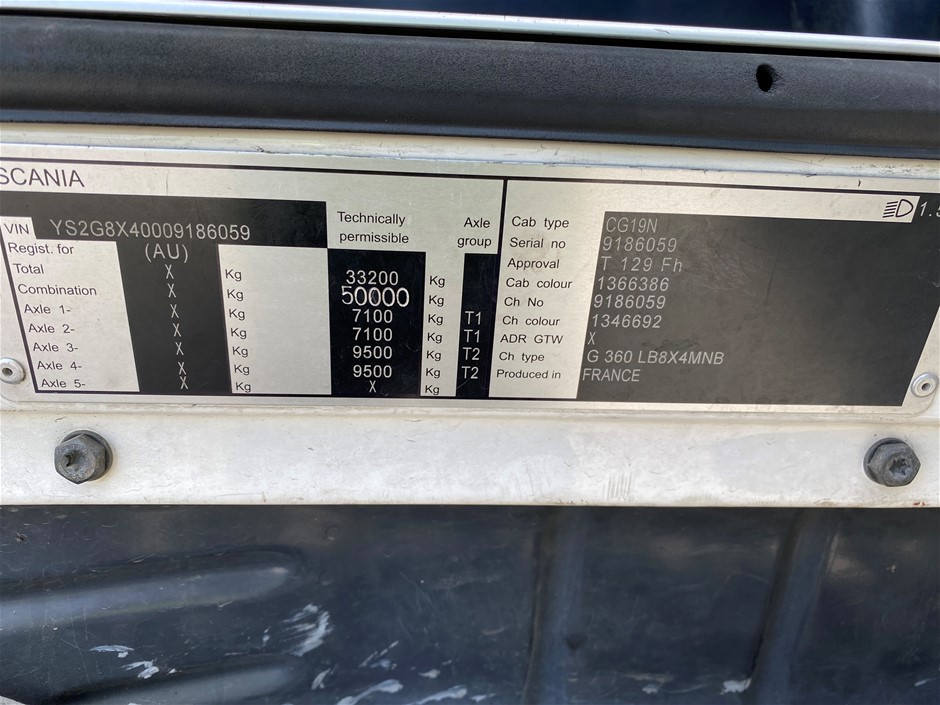 SCANIA
VIN YS2G8X40009186059
Technically permissible Axle group
Regist. for (AU)
Total X Kg 33200 Kg
Combination X Kg 50000 Kg
Axle 1- X Kg 7100 Kg T1
Axle 2- X Kg 7100 Kg T1
Axle 3- X Kg 9500 Kg T2
Axle 4- X Kg 9500 Kg T2
Axle 5- X Kg X Kg
Cab type CG19N
Serial no 9186059
Approval T 129 Fh
Cab colour 1366386
Ch No 9186059
Ch colour 1346692
ADR GTW X
Ch type G 360 LB8X4MNB
Produced in FRANCE